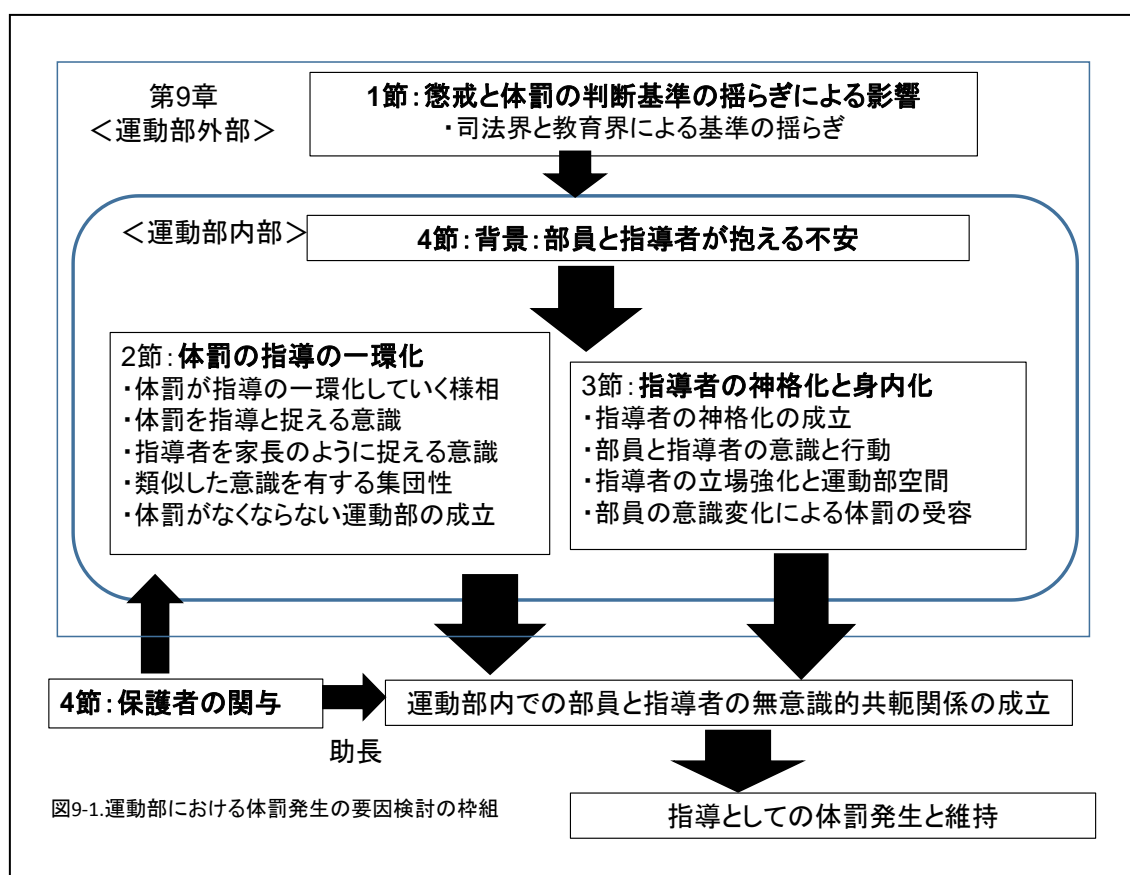 第9章
＜運動部外部＞
1節：懲戒と体罰の判断基準の揺らぎによる影響
・司法界と教育界による基準の揺らぎ
＜運動部内部＞
4節：背景：部員と指導者が抱える不安
2節：体罰の指導の一環化
・体罰が指導の一環化していく様相
・体罰を指導と捉える意識
・指導者を家長のように捉える意識
・類似した意識を有する集団性
・体罰がなくならない運動部の成立
3節：指導者の神格化と身内化
・指導者の神格化の成立
・部員と指導者の意識と行動
・指導者の立場強化と運動部空間
・部員の意識変化による体罰の受容
4節：保護者の関与
助長
運動部内での部員と指導者の無意識的共軛関係の成立
指導としての体罰発生と維持
図9-1.運動部における体罰発生の要因検討の枠組